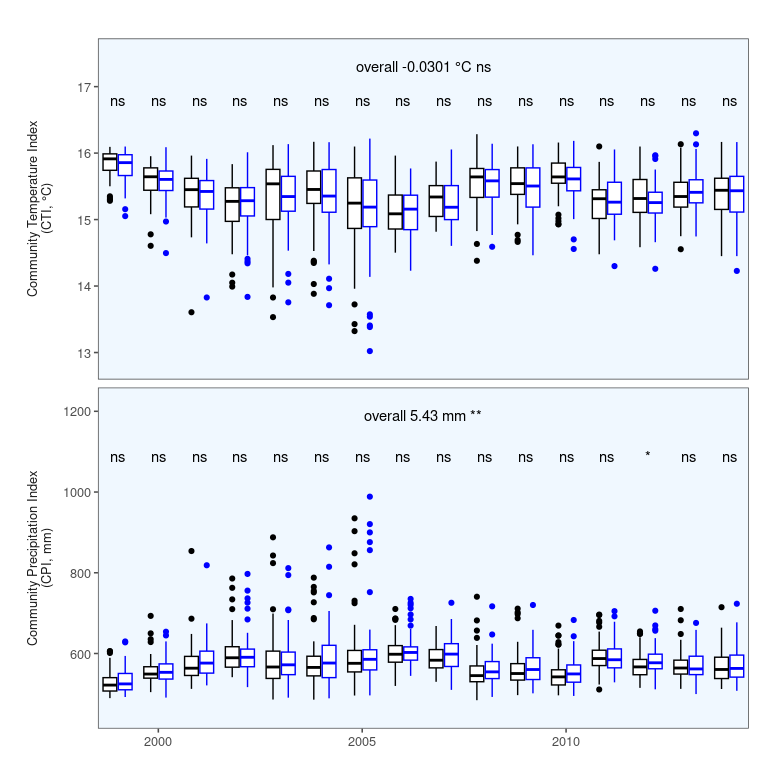 overall -0.0301 °C ns
17
ns ns ns ns ns ns ns ns ns ns ns ns ns ns ns ns
16
15
14
13
Community Temperature Index
(CTI, °C)
1200
overall 5.43 mm **
ns ns ns ns ns ns ns ns ns ns ns ns ns * ns ns
1000
800
600
Community Precipitation Index
(CPI, mm)
2000 2005 2010